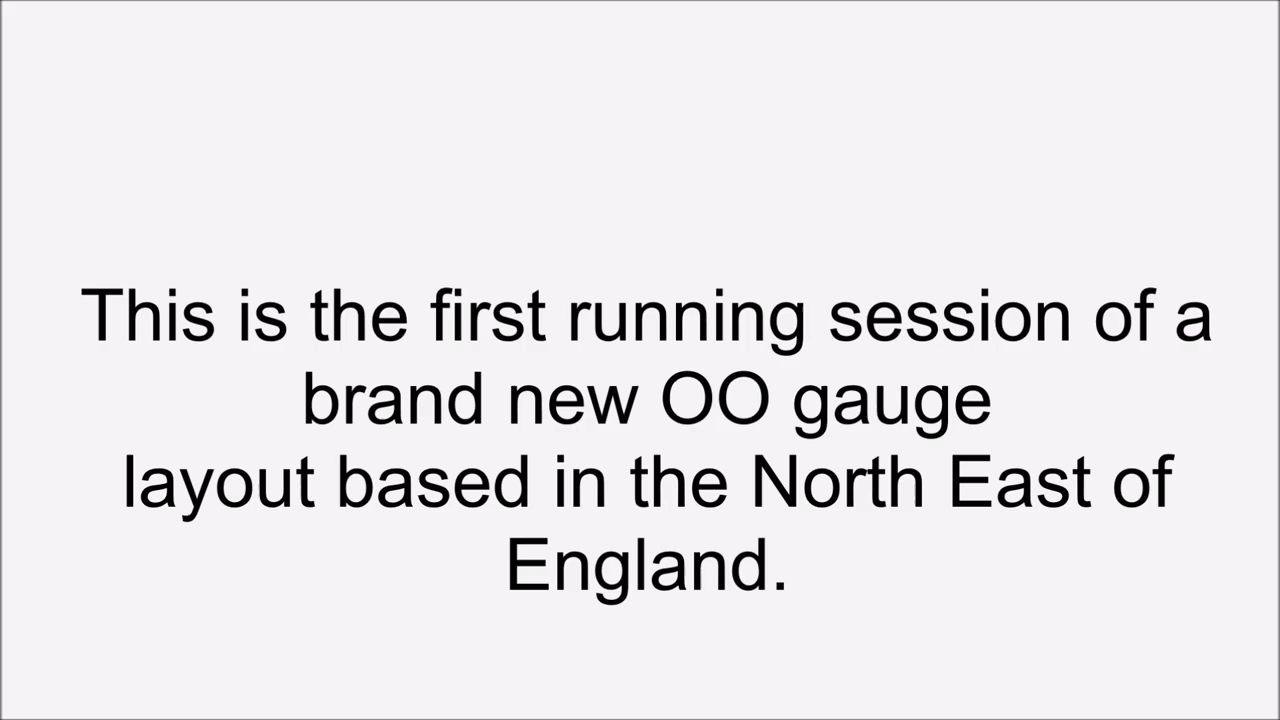 This is the first running session of a
brand new OO gauge
layout based in the North East of
England.